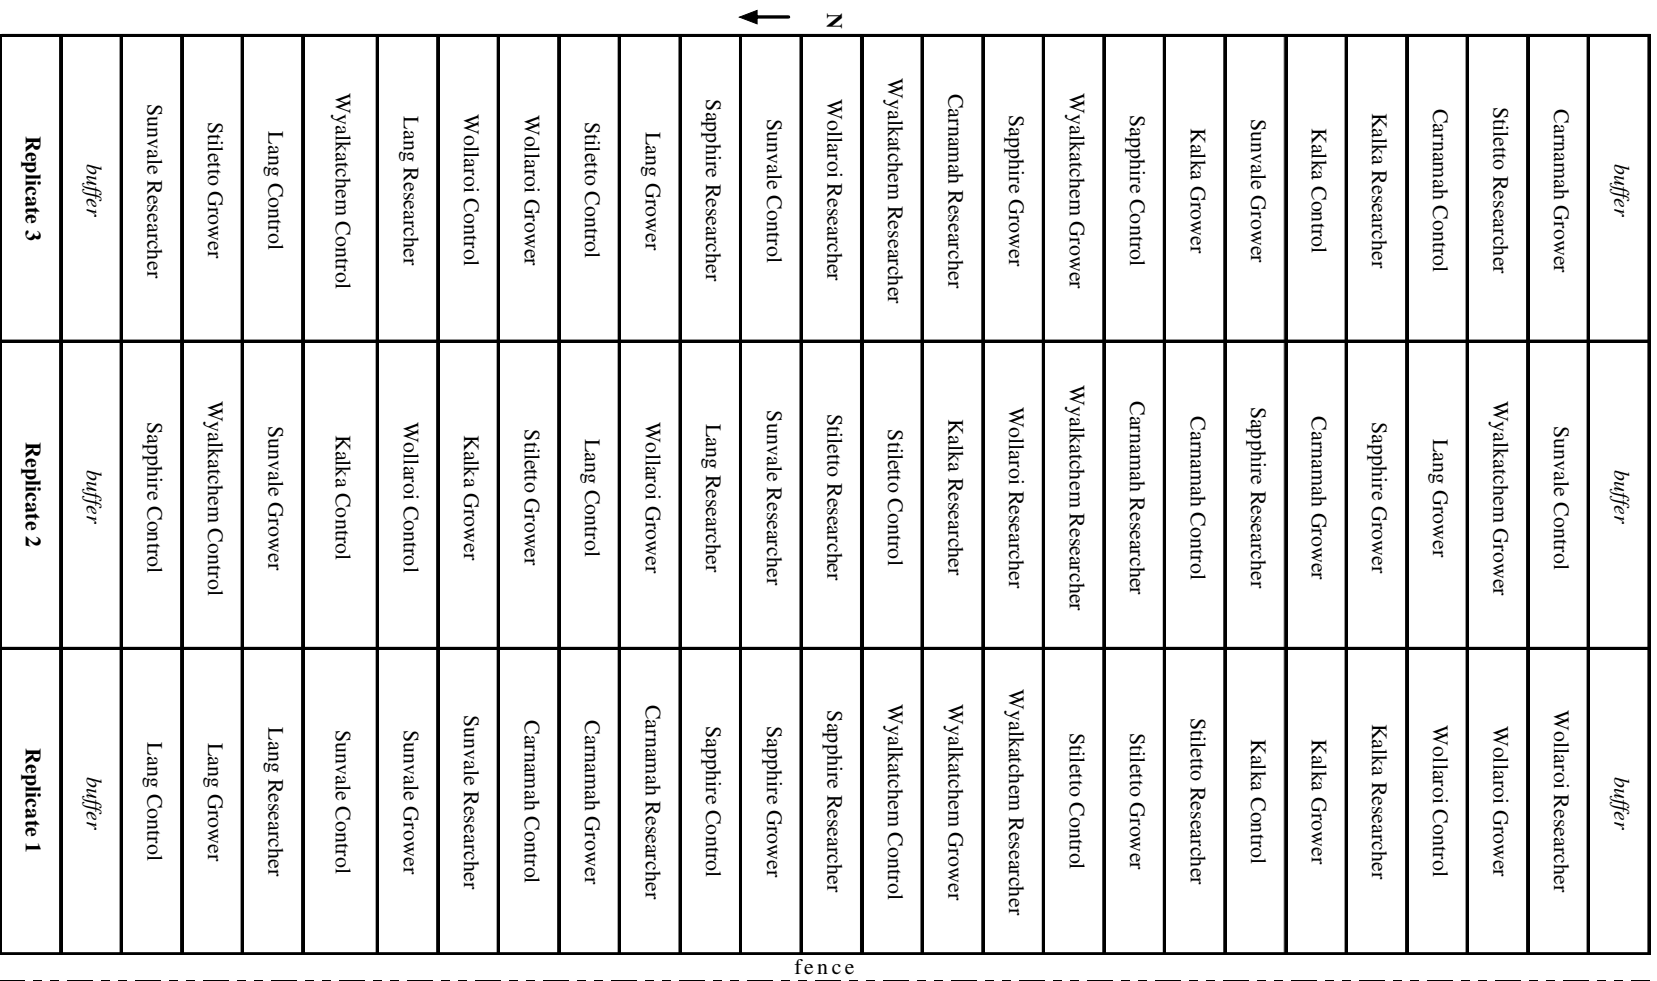 N
Replicate 3
buffer
Sunvale Researcher
Stiletto Grower
Lang Control
Wyalkatchem Control
Lang Researcher
Wollaroi Control
Wollaroi Grower
Stiletto Control
Lang Grower
Sapphire Researcher
Sunvale Control
Wollaroi Researcher
Wyalkatchem Researcher
Carnamah Researcher
Sapphire Grower
Wyalkatchem Grower
Sapphire Control
Kalka Grower
Sunvale Grower
Kalka Control
Kalka Researcher
Carnamah Control
Stiletto Researcher
Carnamah Grower
buffer
Replicate 2
buffer
Sapphire Control
Wyalkatchem Control
Sunvale Grower
Kalka Control
Wollaroi Control
Kalka Grower
Stiletto Grower
Lang Control
Wollaroi Grower
Lang Researcher
Sunvale Researcher
Stiletto Researcher
Stiletto Control
Kalka Researcher
Wollaroi Researcher
Wyalkatchem Researcher
Carnamah Researcher
Carnamah Control
Sapphire Researcher
Carnamah Grower
Sapphire Grower
Lang Grower
Wyalkatchem Grower
Sunvale Control
buffer
Replicate 1
buffer
Lang Control
Lang Grower
Lang Researcher
Sunvale Control
Sunvale Grower
Sunvale Researcher
Carnamah Control
Carnamah Grower
Carnamah Researcher
Sapphire Control
Sapphire Grower
Sapphire Researcher
Wyalkatchem Control
Wyalkatchem Grower
Wyalkatchem Researcher
Stiletto Control
Stiletto Grower
Stiletto Researcher
Kalka Control
Kalka Grower
Kalka Researcher
Wollaroi Control
Wollaroi Grower
Wollaroi Researcher
buffer
fence